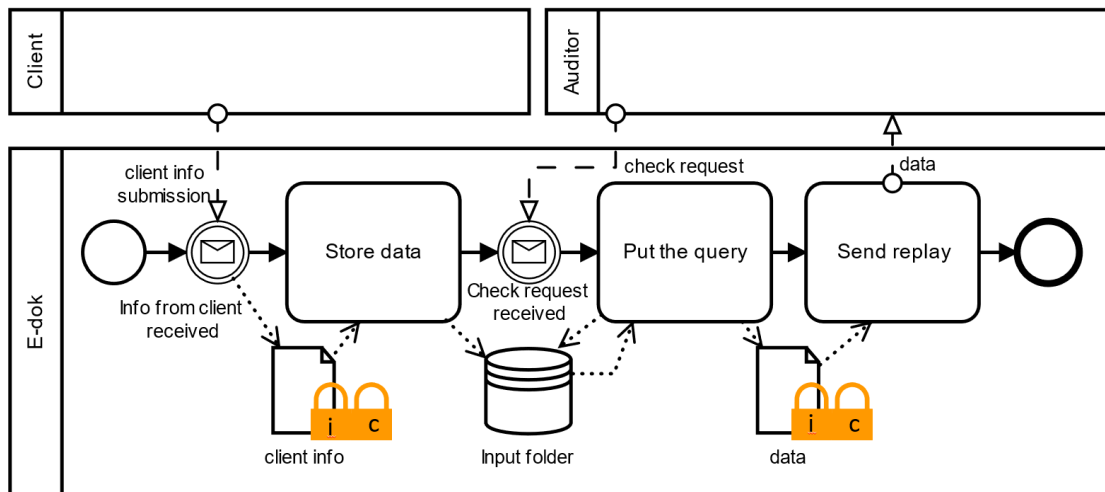 Client
Auditor
E-dok
client info
submission
check request
data
Store data
Put the query
Send replay
Info from client
received
Check request
received
i c
client info
Input folder
i c
data